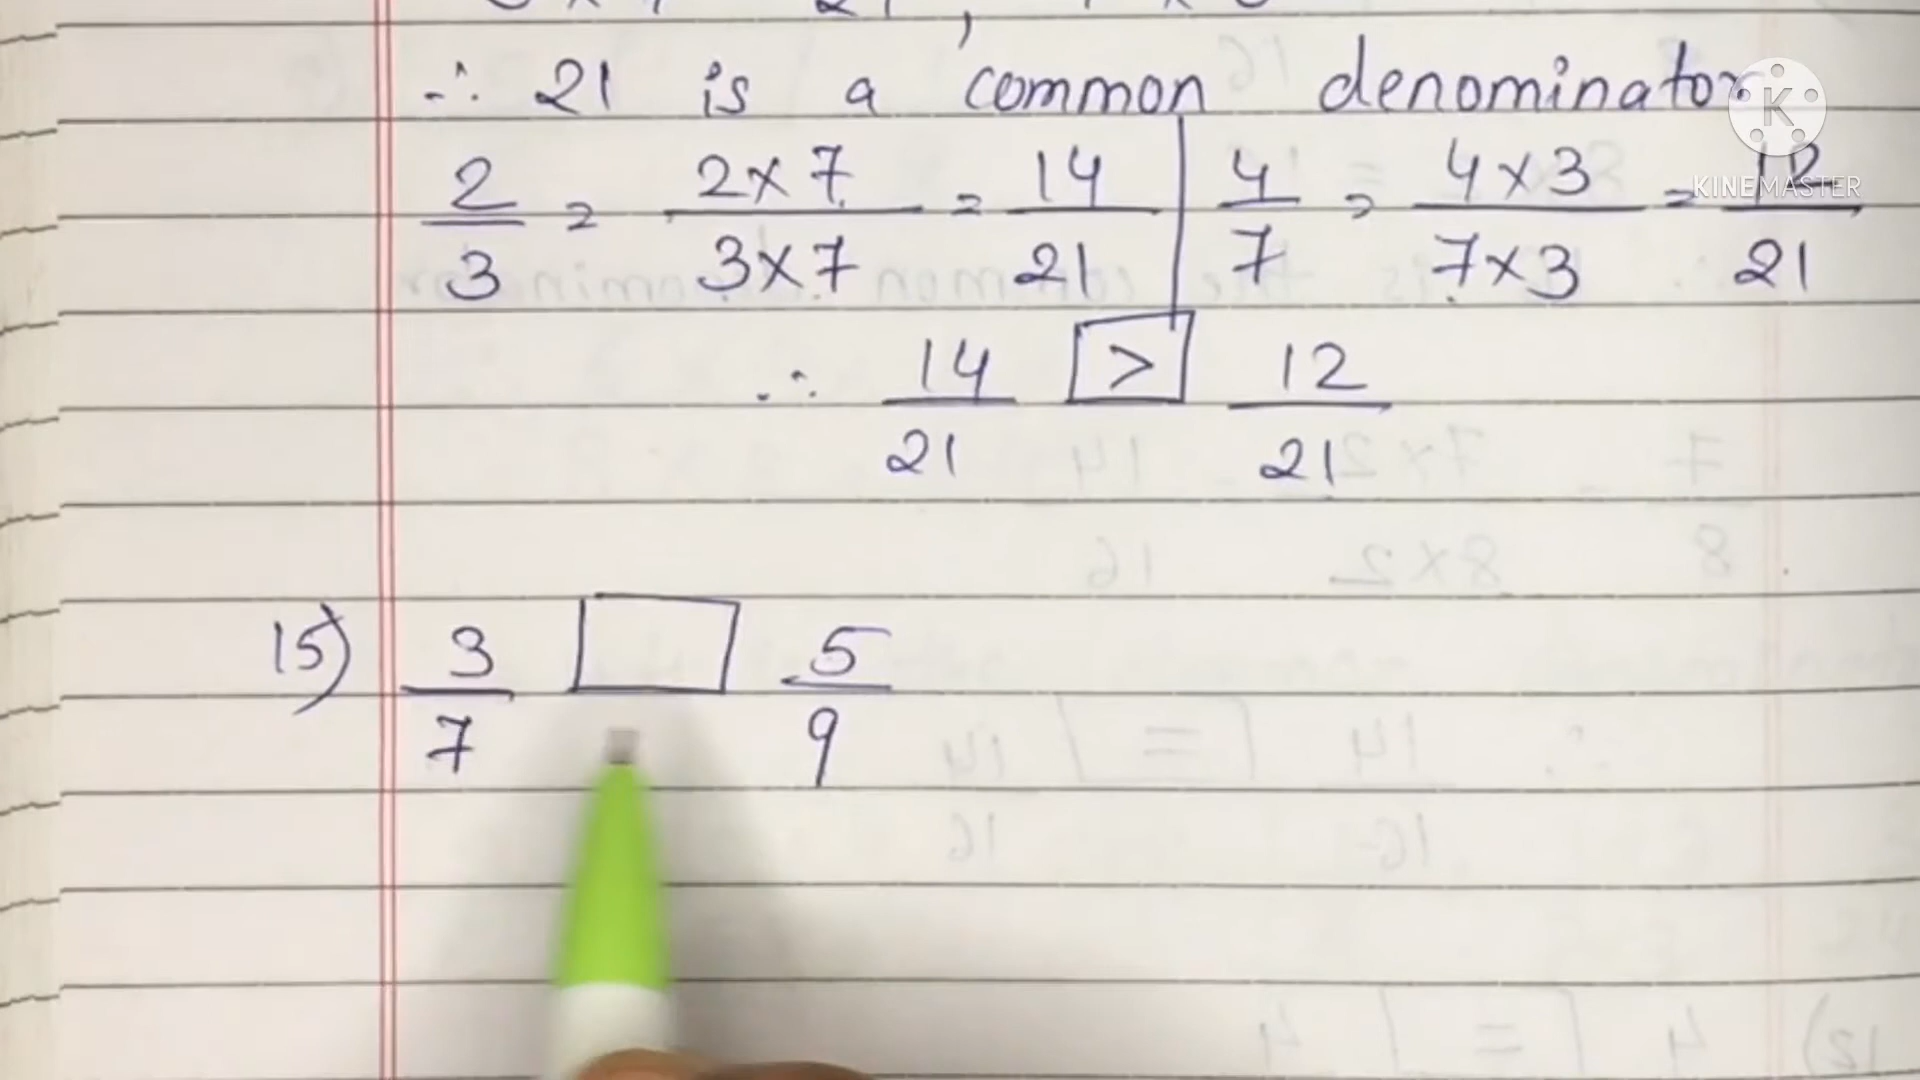 ∴ 21 is a common denominator
2/3 = 2×7/3×7 = 14/21 | 4/7 = 4×3/7×3 = 12/21
∴ 14/21 > 12/21
15) 3/7 □ 5/9
K
KINEMASTER